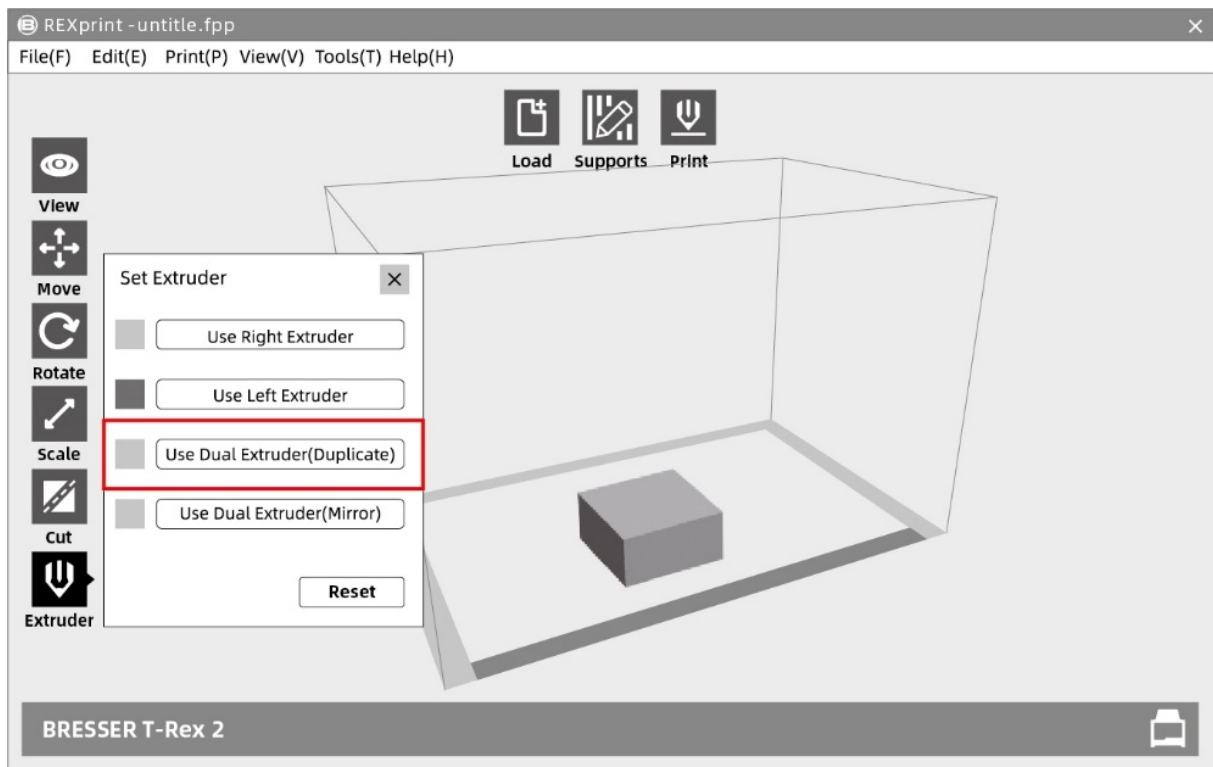 REXprint -untitle.fpp
File(F) Edit(E) Print(P) View(V) Tools(T) Help(H)
Load Supports Print
View
Move
Rotate
Scale
Cut
Extruder
Set Extruder
Use Right Extruder
Use Left Extruder
Use Dual Extruder(Duplicate)
Use Dual Extruder(Mirror)
Reset
BRESSER T-Rex 2